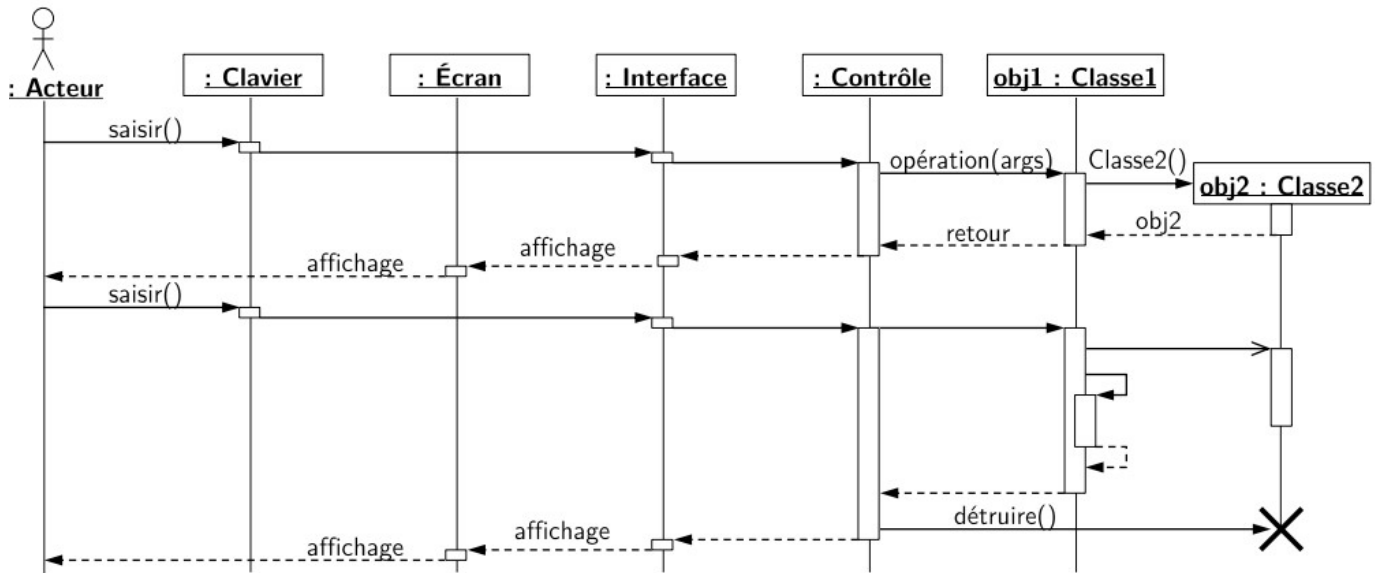 : Acteur
: Clavier
: Écran
: Interface
: Contrôle
obj1 : Classe1
saisir()
opération(args)
Classe2()
obj2 : Classe2
obj2
retour
affichage
affichage
saisir()
détruire()
affichage
affichage